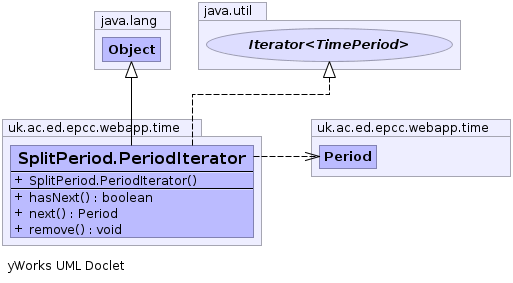 java.lang
Object
java.util
Iterator<TimePeriod>
uk.ac.ed.epcc.webapp.time
SplitPeriod.PeriodIterator
+ SplitPeriod.PeriodIterator()
+ hasNext() : boolean
+ next() : Period
+ remove() : void
uk.ac.ed.epcc.webapp.time
Period
yWorks UML Doclet